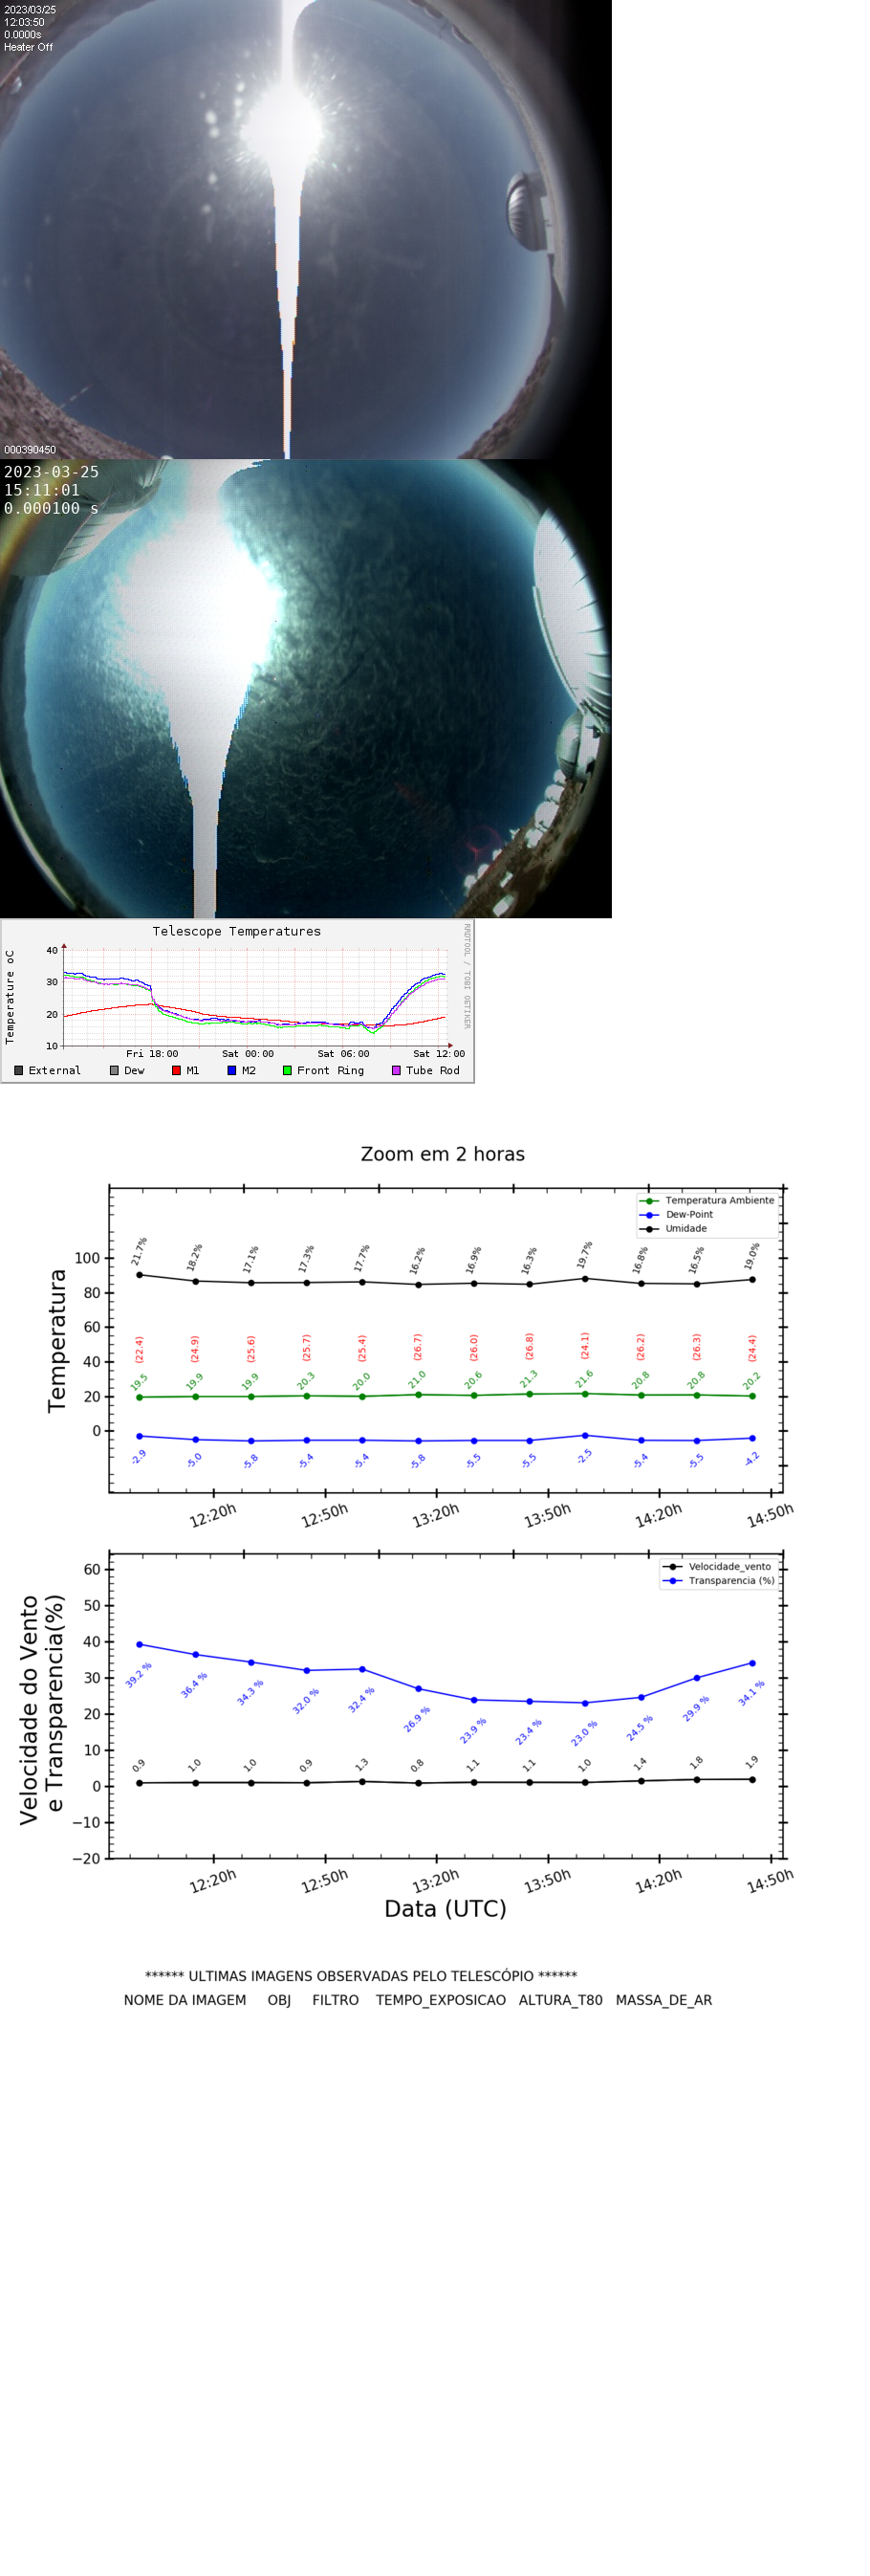 2023/03/25
12:03:50
0.0000s
Heater Off
000390450
2023-03-25
15:11:01
0.000100 s
Telescope Temperatures
RRDTOOL / TOBI OETIKER
Temperature oC
40
30
20
10
Fri 18:00 Sat 00:00 Sat 06:00 Sat 12:00
External Dew M1 M2 Front Ring Tube Rod
Zoom em 2 horas
Temperatura Ambiente
Dew-Point
Umidade
Temperatura
100
80
60
40
20
0
21.7% 18.2% 17.1% 17.3% 17.7% 16.2% 16.9% 16.3% 19.7% 16.8% 16.5% 19.0%
(22.4) (24.9) (25.6) (25.7) (25.4) (26.7) (26.0) (26.8) (24.1) (26.2) (26.3) (24.4)
19.5 19.9 19.9 20.3 20.0 21.0 20.6 21.3 21.6 20.8 20.8 20.2
-2.9 -5.0 -5.8 -5.4 -5.4 -5.8 -5.5 -5.5 -2.5 -5.4 -5.5 -4.2
12:20h 12:50h 13:20h 13:50h 14:20h 14:50h
Velocidade_vento
Transparencia (%)
Velocidade do Vento
e Transparencia(%)
60
50
40
30
20
10
0
−10
−20
39.2 % 36.4 % 34.3 % 32.0 % 32.4 % 26.9 % 23.9 % 23.4 % 23.0 % 24.5 % 29.9 % 34.1 %
0.9 1.0 1.0 0.9 1.3 0.8 1.1 1.1 1.0 1.4 1.8 1.9
12:20h 12:50h 13:20h 13:50h 14:20h 14:50h
Data (UTC)
****** ULTIMAS IMAGENS OBSERVADAS PELO TELESCÓPIO ******
NOME DA IMAGEM OBJ FILTRO TEMPO_EXPOSICAO ALTURA_T80 MASSA_DE_AR